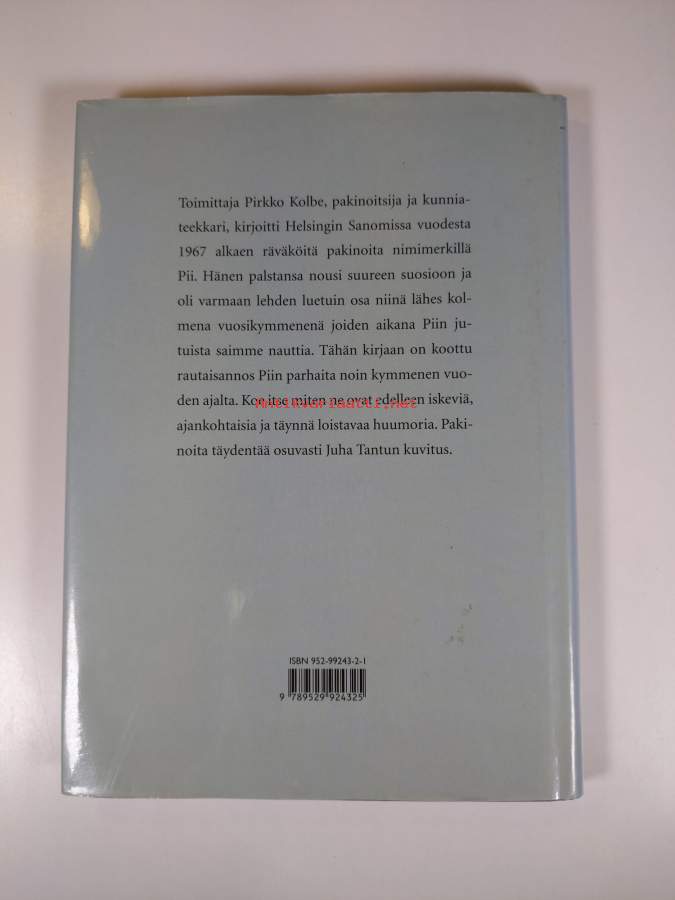 Toimittaja Pirkko Kolbe, pakinoitsija ja kunnia-
teekkari, kirjoitti Helsingin Sanomissa vuodesta
1967 alkaen räväköitä pakinoita nimimerkillä
Pii. Hänen palstansa nousi suureen suosioon ja
oli varmaan lehden luetuin osa niinä lähes kol-
mena vuosikymmenenä joiden aikana Piin ju-
tuista saimme nauttia. Tähän kirjaan on koottu
rautaisannos Piin parhaita noin kymmenen vuo-
den ajalta. Koe itse miten ne ovat edelleen iskeviä,
Antikvariaatti.net
ajankohtaisia ja täynnä loistavaa huumoria. Paki-
noita täydentää osuvasti Juha Tantun kuvitus.
ISBN 952-99243-2-1
9 789529 924325